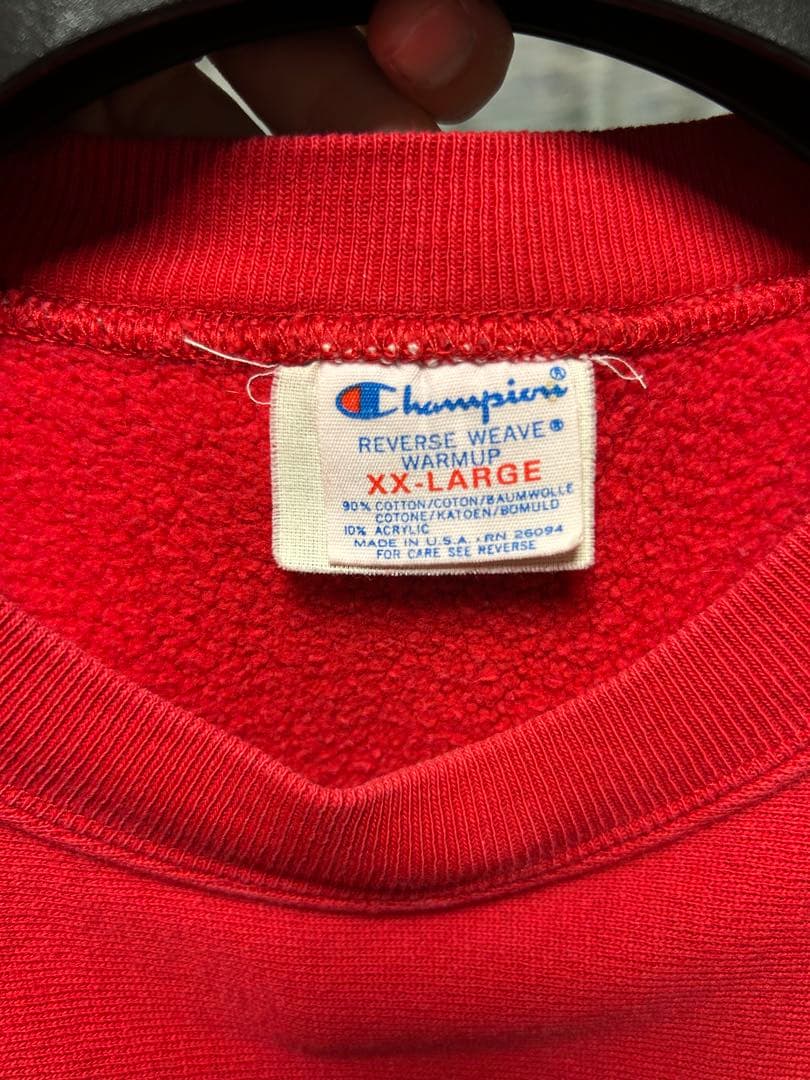 Champion®
REVERSE WEAVE®
WARMUP
XX-LARGE
90% COTTON/COTON/BAUMWOLLE
COTONE/KATOEN/BOMULD
10% ACRYLIC
MADE IN U.S.A. • RN 26094
FOR CARE SEE REVERSE